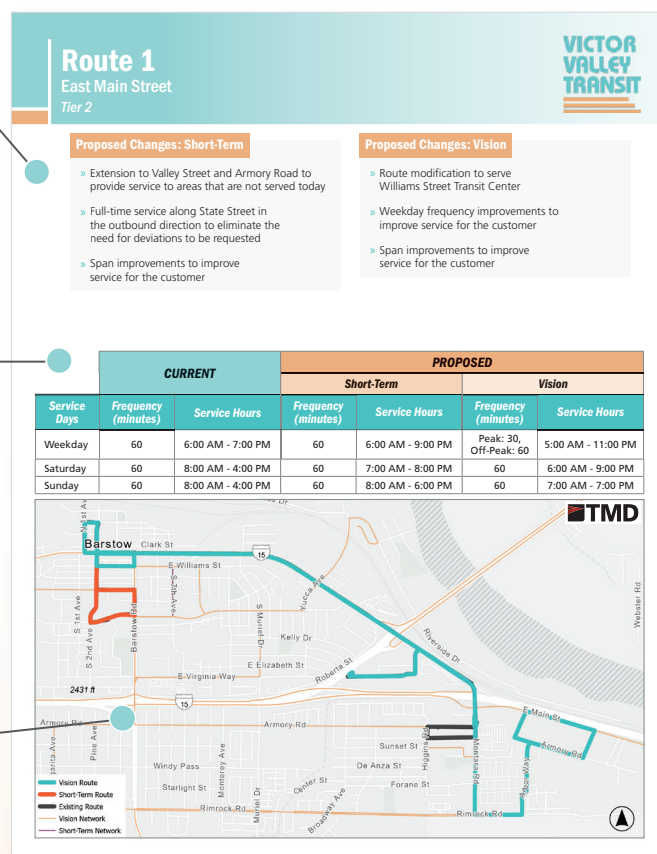 Route 1
East Main Street
Tier 2
VICTOR
VALLEY
TRANSIT
Proposed Changes: Short-Term
» Extension to Valley Street and Armory Road to
provide service to areas that are not served today
» Full-time service along State Street in
the outbound direction to eliminate the
need for deviations to be requested
» Span improvements to improve
service for the customer
Proposed Changes: Vision
» Route modification to serve
Williams Street Transit Center
» Weekday frequency improvements to
improve service for the customer
» Span improvements to improve
service for the customer
CURRENT
PROPOSED
Short-Term
Vision
Service
Days
Frequency
(minutes)
Service Hours
Frequency
(minutes)
Service Hours
Frequency
(minutes)
Service Hours
Weekday
60
6:00 AM - 7:00 PM
60
6:00 AM - 9:00 PM
Peak: 30,
Off-Peak: 60
5:00 AM - 11:00 PM
Saturday
60
8:00 AM - 4:00 PM
60
7:00 AM - 8:00 PM
60
6:00 AM - 9:00 PM
Sunday
60
8:00 AM - 4:00 PM
60
8:00 AM - 6:00 PM
60
7:00 AM - 7:00 PM
TMD
Barstow
Clark St
15
E Williams St
S 2th Ave
Yucca Ave
S 1st Ave
S 2nd Ave
Barstow Rd
S Muriel Dr
Kelly Dr
Riverside Dr
Webster Rd
E Elizabeth St
Roberta St
E Virginia Way
2431 ft
15
E Main St
Armory Rd
Armory Rd
Armory Rd
Pine Ave
Sunset St
Higgins Rd
Montara Rd
De Anza St
Windy Pass
Starlight St
Monterey Ave
Center St
Forane St
Rimrock Rd
Muriel Dr
Broadway Ave
Rimrock Rd
Vision Route
Short-Term Route
Existing Route
Vision Network
Short-Term Network